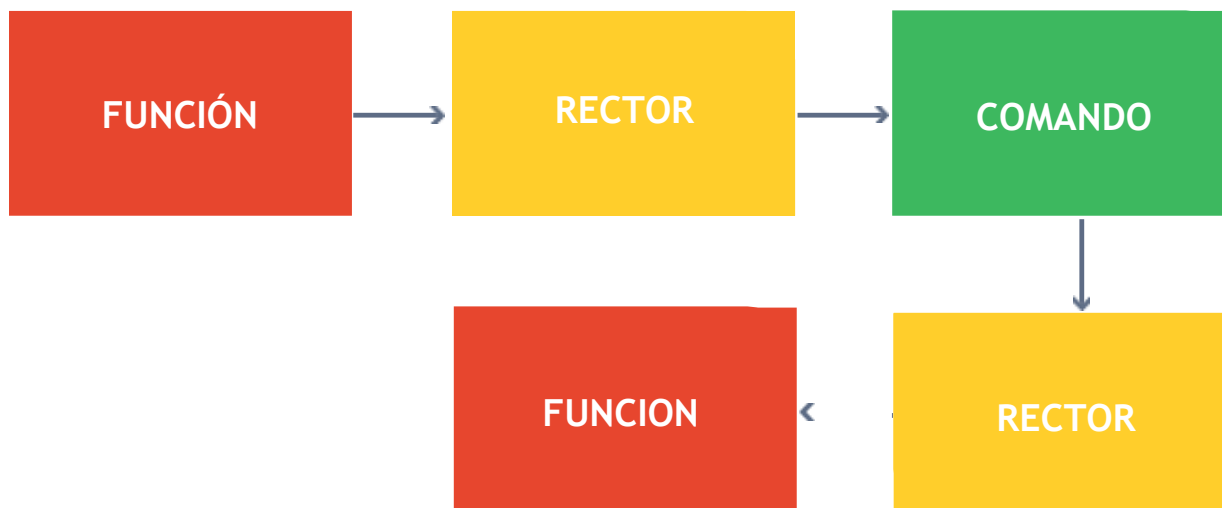 FUNCIÓN
RECTOR
COMANDO
FUNCION
RECTOR